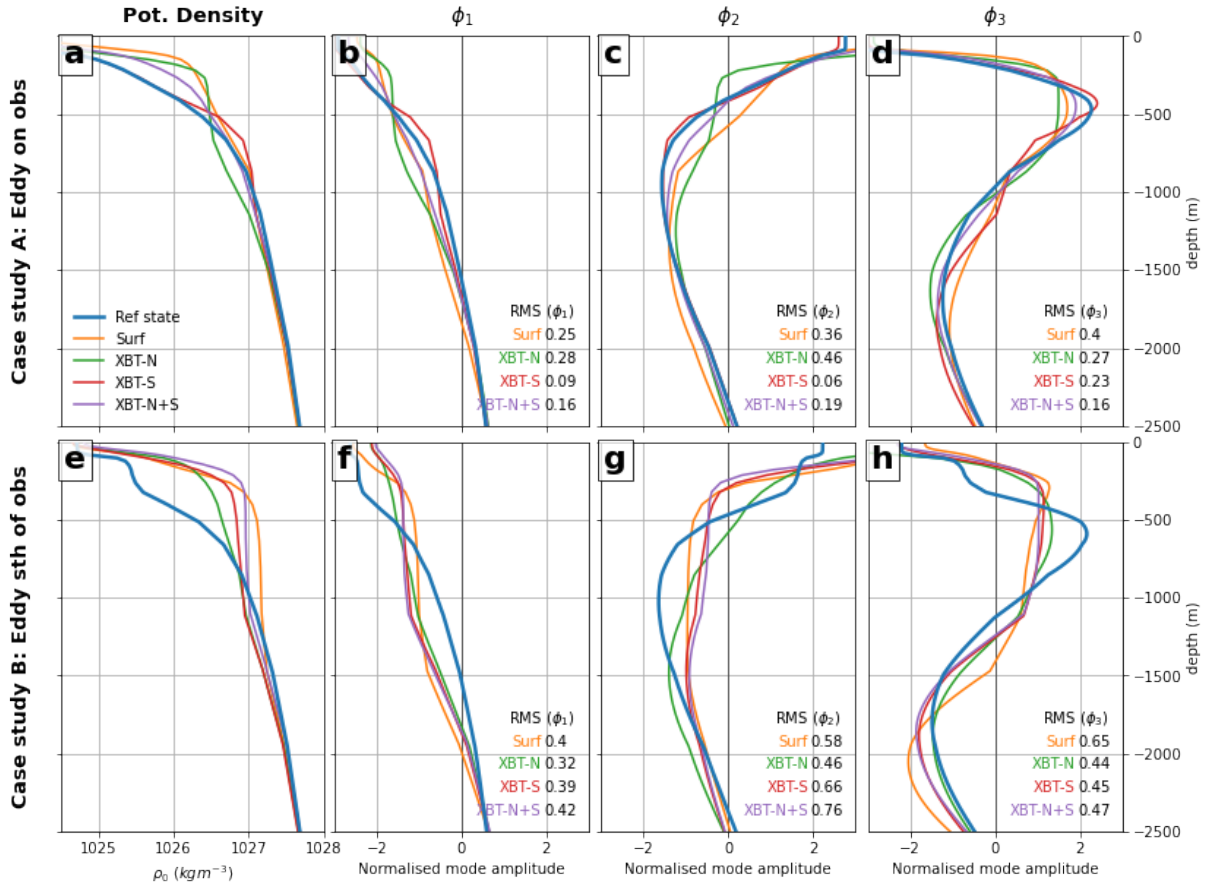 Pot. Density
ϕ1
ϕ2
ϕ3
Case study A: Eddy on obs
a
Ref state
Surf
XBT-N
XBT-S
XBT-N+S
b
RMS (ϕ1)
Surf 0.25
XBT-N 0.28
XBT-S 0.09
XBT-N+S 0.16
c
RMS (ϕ2)
Surf 0.36
XBT-N 0.46
XBT-S 0.06
XBT-N+S 0.19
d
RMS (ϕ3)
Surf 0.4
XBT-N 0.27
XBT-S 0.23
XBT-N+S 0.16
0
−500
−1000
−1500
−2000
−2500
depth (m)
Case study B: Eddy sth of obs
e
f
RMS (ϕ1)
Surf 0.4
XBT-N 0.32
XBT-S 0.39
XBT-N+S 0.42
g
RMS (ϕ2)
Surf 0.58
XBT-N 0.46
XBT-S 0.66
XBT-N+S 0.76
h
RMS (ϕ3)
Surf 0.65
XBT-N 0.44
XBT-S 0.45
XBT-N+S 0.47
0
−500
−1000
−1500
−2000
−2500
depth (m)
1025 1026 1027 1028
ρ0 (kgm−3)
−2 0 2
Normalised mode amplitude
−2 0 2
Normalised mode amplitude
−2 0 2
Normalised mode amplitude